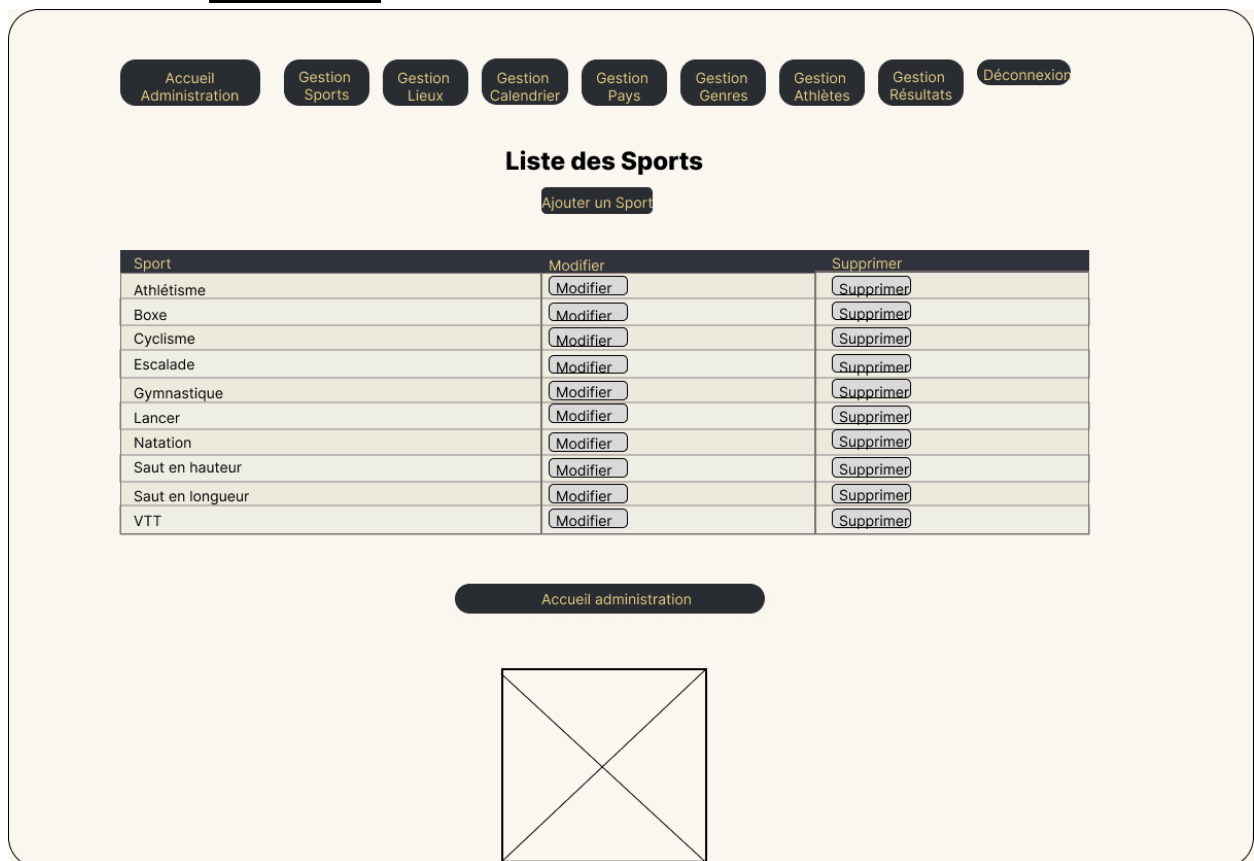 Accueil
Administration
Gestion
Sports
Gestion
Lieux
Gestion
Calendrier
Gestion
Pays
Gestion
Genres
Gestion
Athlètes
Gestion
Résultats
Déconnexion
Liste des Sports
Ajouter un Sport
Sport Modifier Supprimer
Athlétisme Modifier Supprimer
Boxe Modifier Supprimer
Cyclisme Modifier Supprimer
Escalade Modifier Supprimer
Gymnastique Modifier Supprimer
Lancer Modifier Supprimer
Natation Modifier Supprimer
Saut en hauteur Modifier Supprimer
Saut en longueur Modifier Supprimer
VTT Modifier Supprimer
Accueil administration